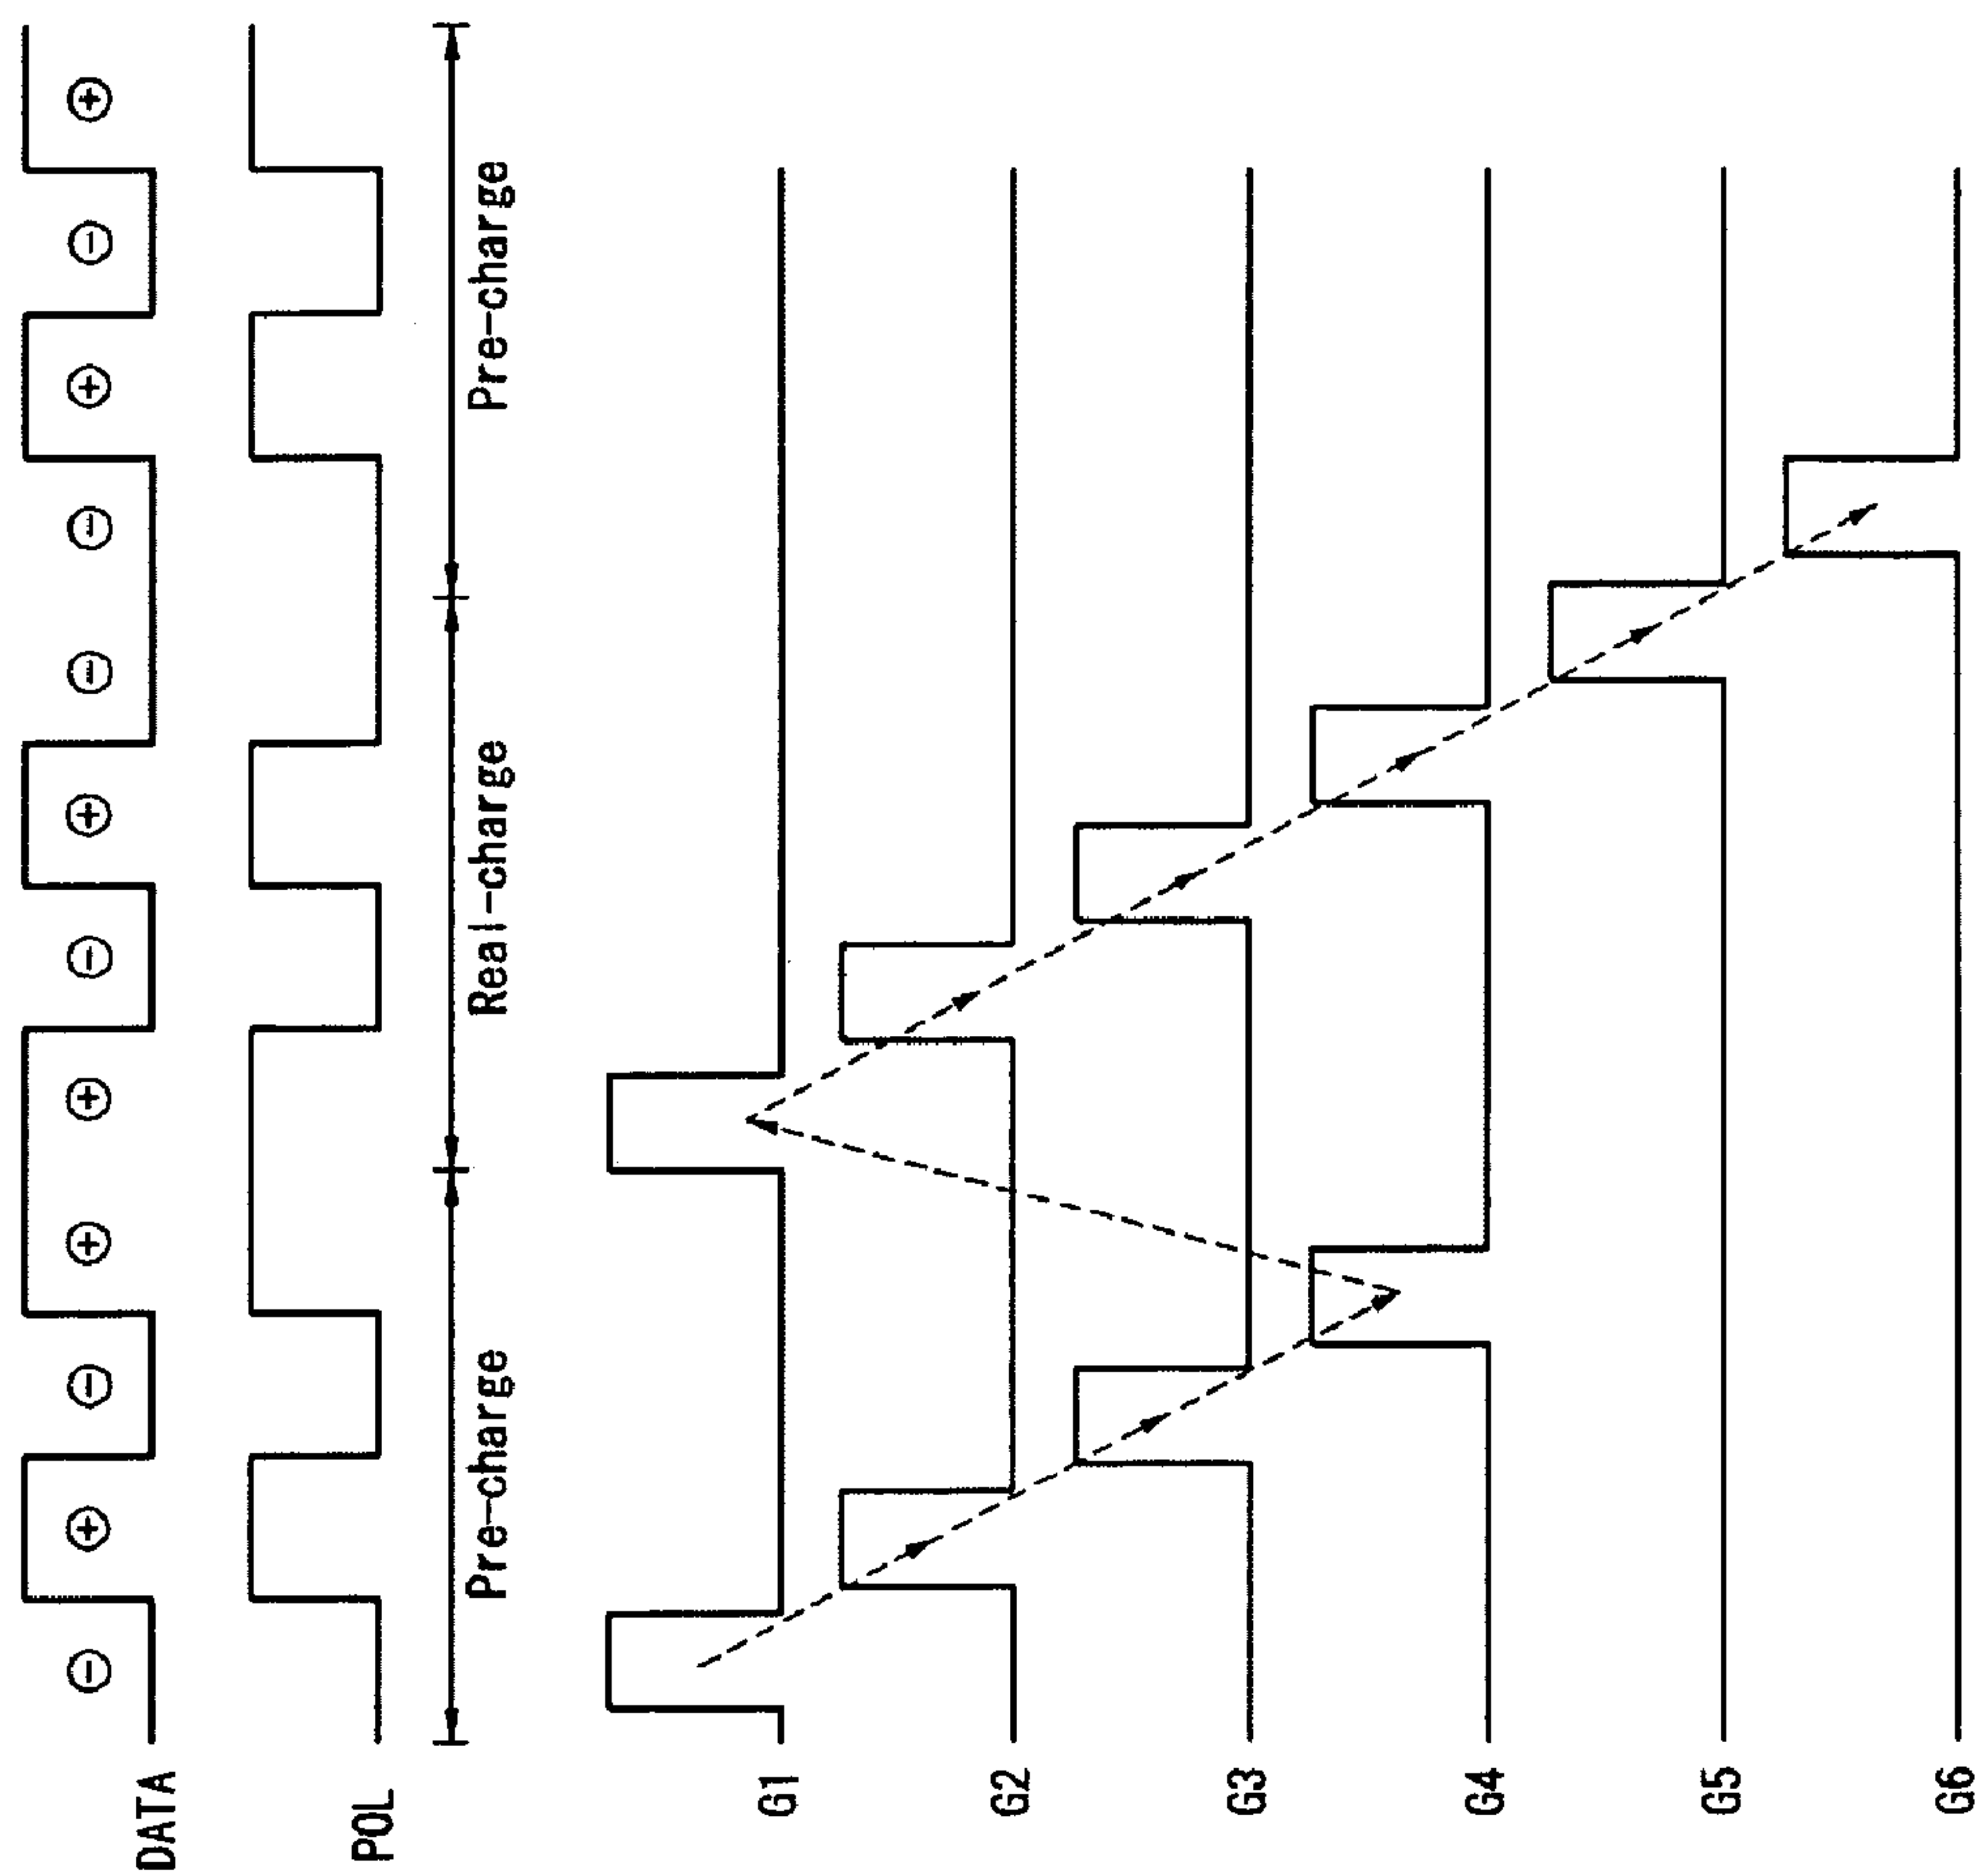 DATA
⊖ ⊕ ⊖ ⊕ ⊕ ⊖ ⊕ ⊖ ⊖ ⊕ ⊖ ⊕
POL
Pre-charge Real-charge Pre-charge
G1
G2
G3
G4
G5
G6